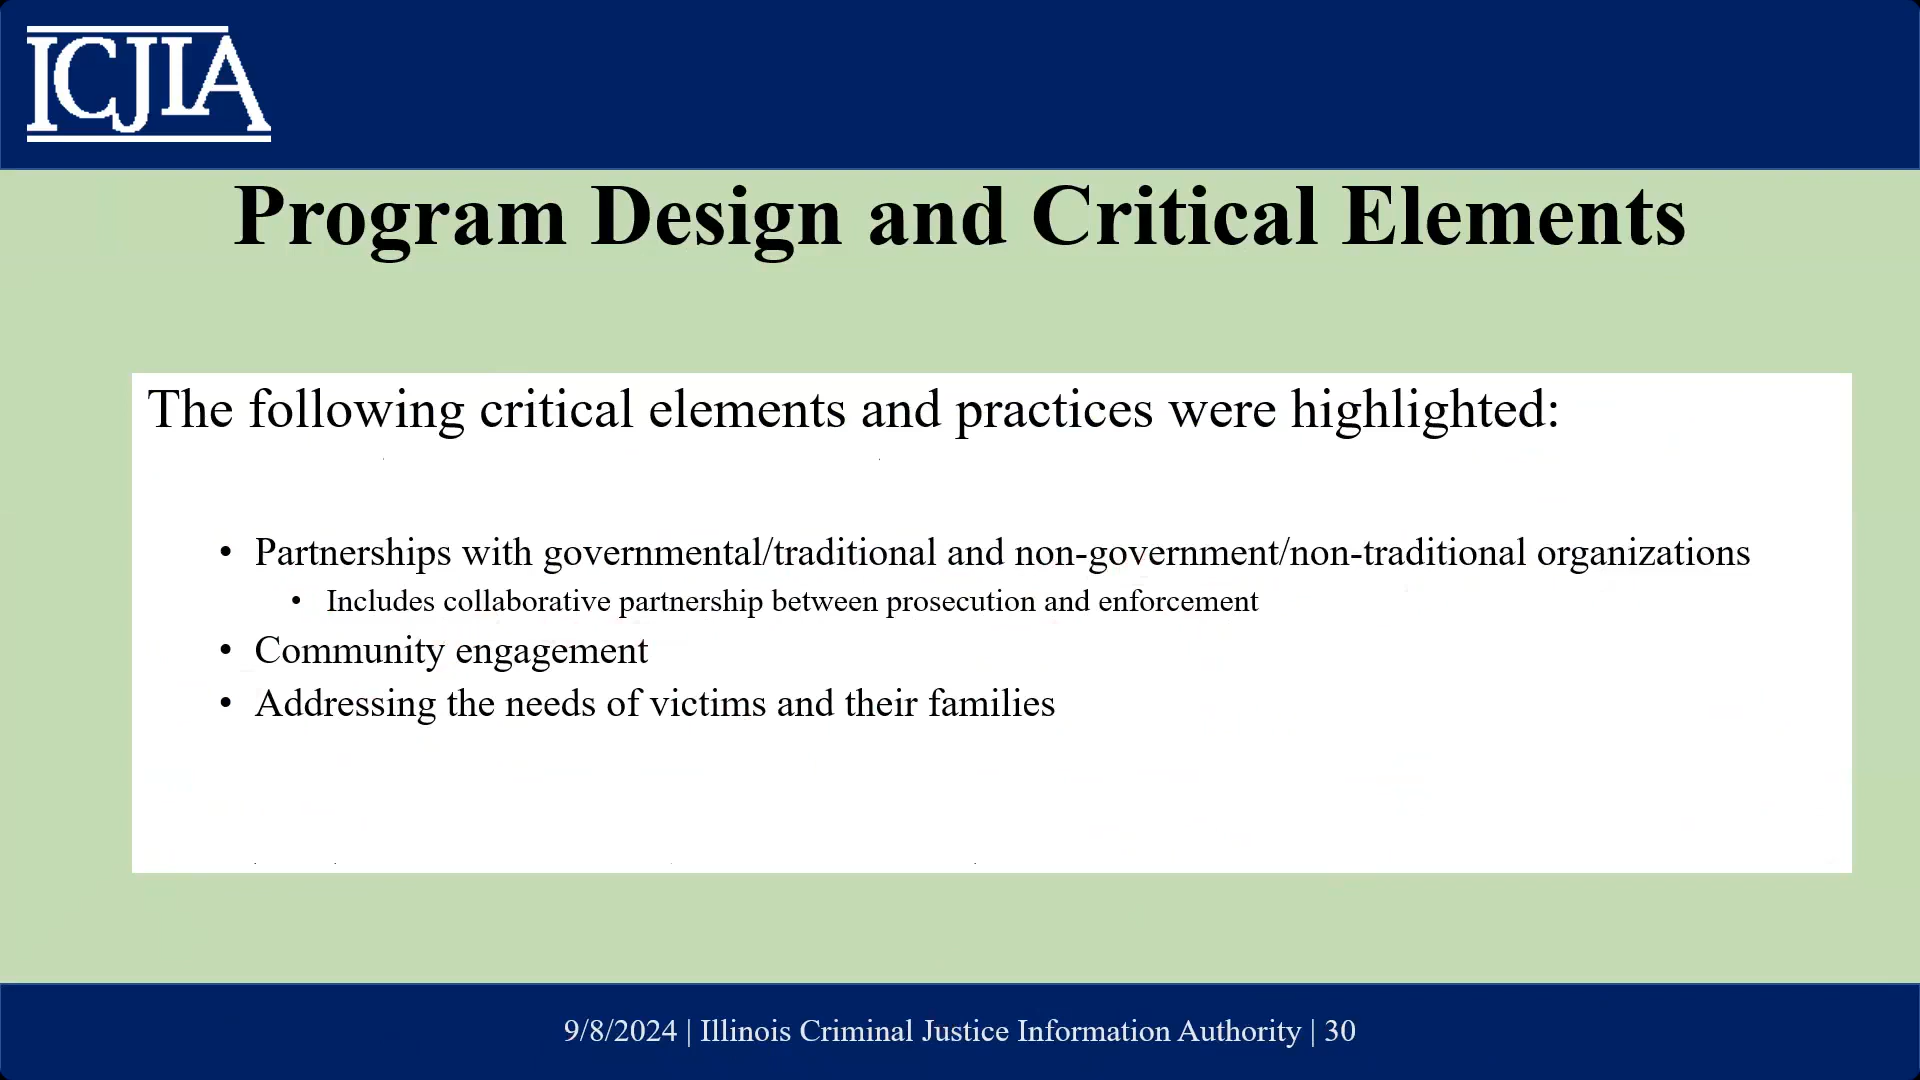 ICJIA
Program Design and Critical Elements
The following critical elements and practices were highlighted:
• Partnerships with governmental/traditional and non-government/non-traditional organizations
• Includes collaborative partnership between prosecution and enforcement
• Community engagement
• Addressing the needs of victims and their families
9/8/2024 | Illinois Criminal Justice Information Authority | 30